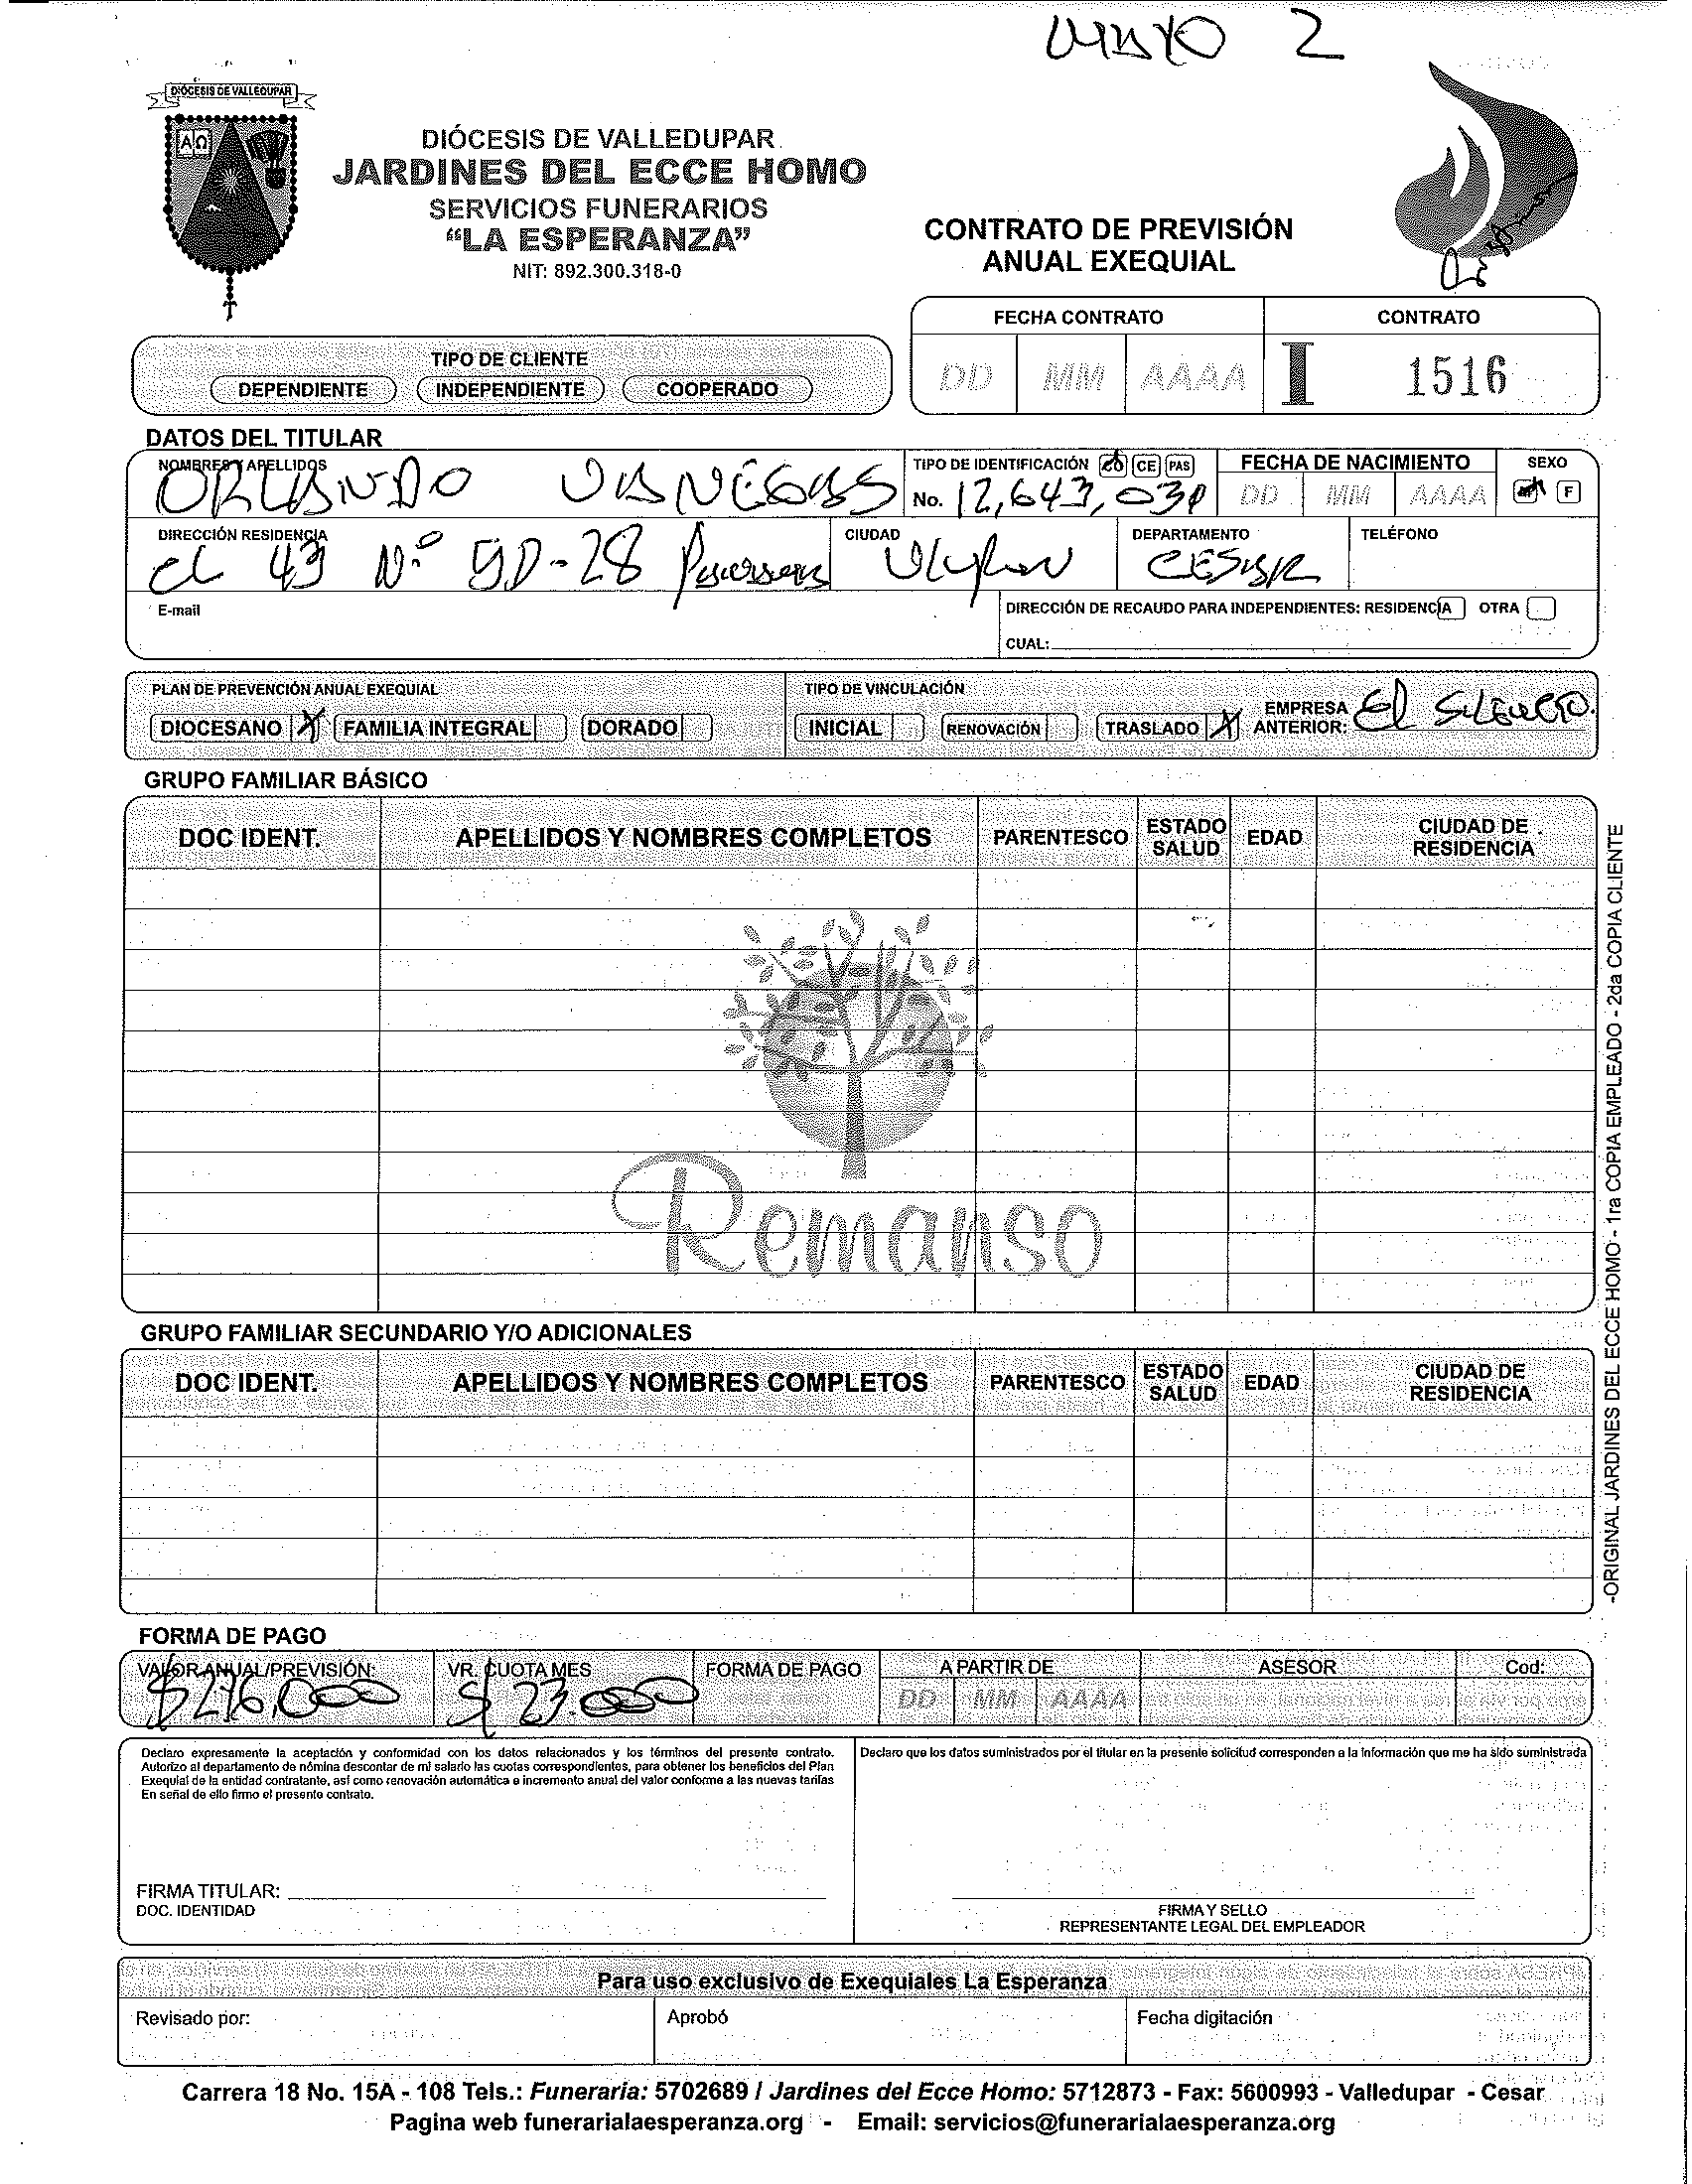 MAYO 2
DIÓCESIS DE VALLEDUPAR
Α Ω
DIÓCESIS DE VALLEDUPAR
JARDINES DEL ECCE HOMO
SERVICIOS FUNERARIOS
"LA ESPERANZA"
NIT: 892.300.318-0
CONTRATO DE PREVISIÓN
ANUAL EXEQUIAL
FECHA CONTRATO CONTRATO
DD MM AAAA I 1516
TIPO DE CLIENTE
DEPENDIENTE INDEPENDIENTE COOPERADO
DATOS DEL TITULAR
NOMBRES Y APELLIDOS TIPO DE IDENTIFICACIÓN CE PAS FECHA DE NACIMIENTO SEXO
ORLANDO VANEGAS No. 12,643,030 DD MM AAAA F
DIRECCIÓN RESIDENCIA CIUDAD DEPARTAMENTO TELÉFONO
CL 43 Nº 5D-28 V/upar CESAR
E-mail DIRECCIÓN DE RECAUDO PARA INDEPENDIENTES: RESIDENCIA OTRA
CUAL:
PLAN DE PREVENCIÓN ANUAL EXEQUIAL TIPO DE VINCULACIÓN
DIOCESANO X FAMILIA INTEGRAL DORADO INICIAL RENOVACIÓN TRASLADO X EMPRESA ANTERIOR: El SILENCIO.
GRUPO FAMILIAR BÁSICO
DOC IDENT. APELLIDOS Y NOMBRES COMPLETOS PARENTESCO ESTADO SALUD EDAD CIUDAD DE RESIDENCIA
Remanso
GRUPO FAMILIAR SECUNDARIO Y/O ADICIONALES
DOC IDENT. APELLIDOS Y NOMBRES COMPLETOS PARENTESCO ESTADO SALUD EDAD CIUDAD DE RESIDENCIA
-ORIGINAL JARDINES DEL ECCE HOMO - 1ra COPIA EMPLEADO - 2da COPIA CLIENTE
FORMA DE PAGO
VALOR ANUAL/PREVISIÓN: VR. CUOTA MES FORMA DE PAGO A PARTIR DE ASESOR Cod:
$276.000 $23.000 DD MM AAAA
Declaro expresamente la aceptación y conformidad con los datos relacionados y los términos del presente contrato.
Autorizo al departamento de nómina descontar de mi salario las cuotas correspondientes, para obtener los beneficios del Plan
Exequial de la entidad contratante, así como renovación automática e incremento anual del valor conforme a las nuevas tarifas
En señal de ello firmo el presente contrato.
Declaro que los datos suministrados por el titular en la presente solicitud corresponden a la información que me ha sido suministrada
FIRMA TITULAR:
DOC. IDENTIDAD
FIRMA Y SELLO
REPRESENTANTE LEGAL DEL EMPLEADOR
Para uso exclusivo de Exequiales La Esperanza
Revisado por: Aprobó Fecha digitación
Carrera 18 No. 15A - 108 Tels.: Funeraria: 5702689 / Jardines del Ecce Homo: 5712873 - Fax: 5600993 - Valledupar - Cesar
Pagina web funerarialaesperanza.org - Email: servicios@funerarialaesperanza.org